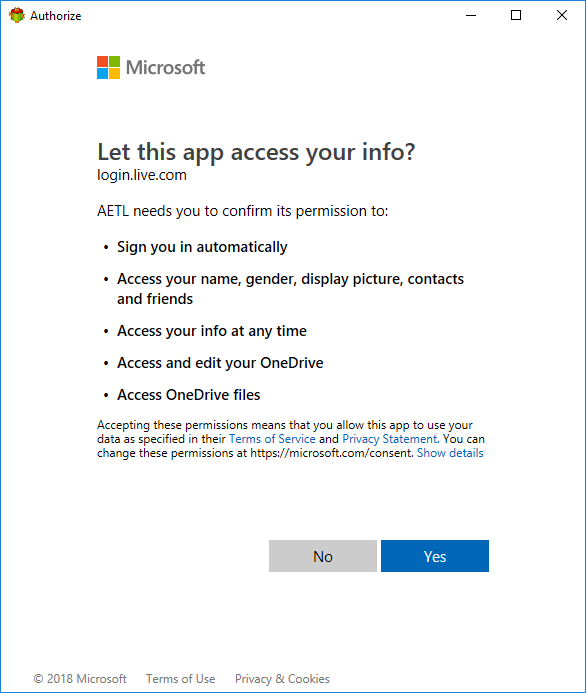 Authorize
Microsoft
Let this app access your info?
login.live.com
AETL needs you to confirm its permission to:
• Sign you in automatically
• Access your name, gender, display picture, contacts
and friends
• Access your info at any time
• Access and edit your OneDrive
• Access OneDrive files
Accepting these permissions means that you allow this app to use your
data as specified in their Terms of Service and Privacy Statement. You can
change these permissions at https://microsoft.com/consent. Show details
No Yes
© 2018 Microsoft Terms of Use Privacy & Cookies